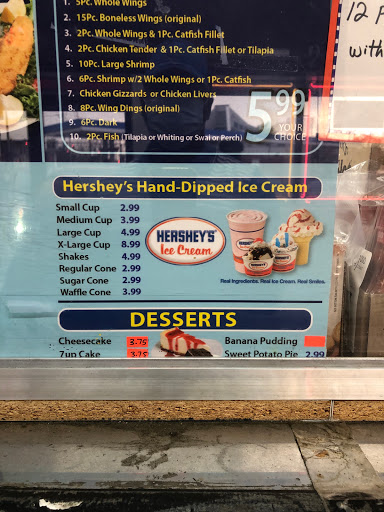 1. 5Pc. Whole Wings
2. 15Pc. Boneless Wings (original)
3. 2Pc. Whole Wings & 1Pc. Catfish Fillet
4. 2Pc. Chicken Tender & 1Pc. Catfish Fillet or Tilapia
5. 10Pc. Large Shrimp
6. 6Pc. Shrimp w/2 Whole Wings or 1Pc. Catfish
7. Chicken Gizzards or Chicken Livers
8. 8Pc. Wing Dings (original)
9. 6Pc. Dark
10. 2Pc. Fish (Tilapia or Whiting or Swai or Perch)
5.99
YOUR
CHOICE
12
with
Hershey's Hand-Dipped Ice Cream
Small Cup 2.99
Medium Cup 3.99
Large Cup 4.99
X-Large Cup 8.99
Shakes 4.99
Regular Cone 2.99
Sugar Cone 2.99
Waffle Cone 3.99
HERSHEY'S
Ice Cream
Real Ingredients. Real Ice Cream. Real Smiles.
DESSERTS
Cheesecake 3.75
7up Cake 3.75
Banana Pudding
Sweet Potato Pie 2.99